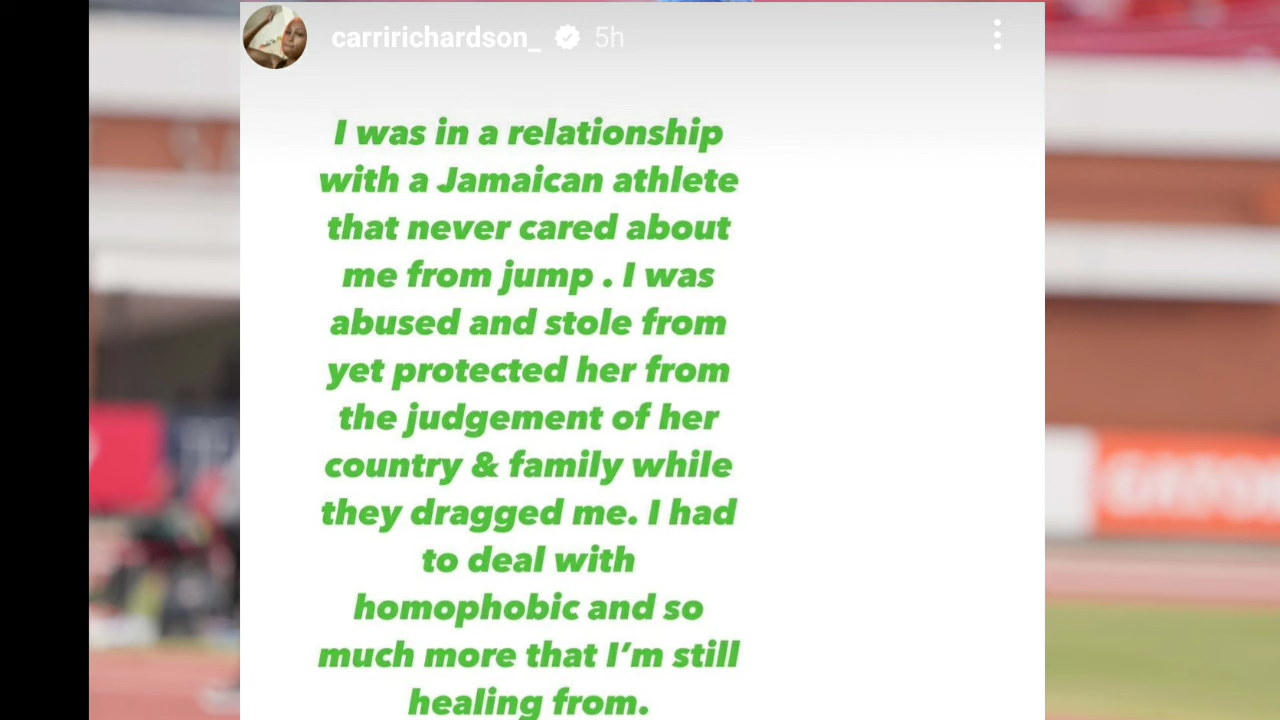 carririchardson_ 5h
I was in a relationship
with a Jamaican athlete
that never cared about
me from jump . I was
abused and stole from
yet protected her from
the judgement of her
country & family while
they dragged me. I had
to deal with
homophobic and so
much more that I'm still
healing from.